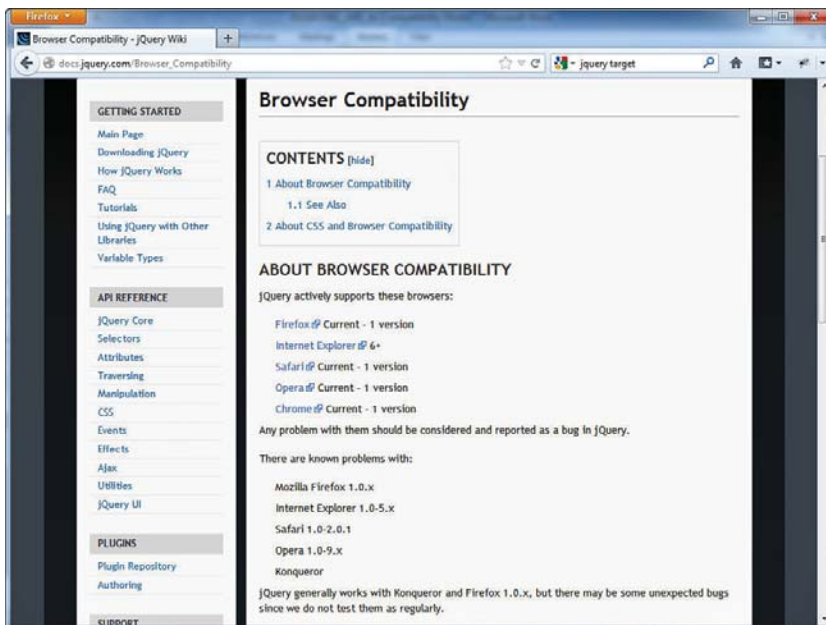 Firefox
Browser Compatibility - jQuery Wiki
+
docs.jquery.com/Browser_Compatibility
jquery target
GETTING STARTED
Main Page
Downloading jQuery
How jQuery Works
FAQ
Tutorials
Using jQuery with Other
Libraries
Variable Types
API REFERENCE
jQuery Core
Selectors
Attributes
Traversing
Manipulation
CSS
Events
Effects
Ajax
Utilities
jQuery UI
PLUGINS
Plugin Repository
Authoring
SUPPORT
Browser Compatibility
CONTENTS [hide]
1 About Browser Compatibility
1.1 See Also
2 About CSS and Browser Compatibility
ABOUT BROWSER COMPATIBILITY
jQuery actively supports these browsers:
Firefox Current - 1 version
Internet Explorer 6+
Safari Current - 1 version
Opera Current - 1 version
Chrome Current - 1 version
Any problem with them should be considered and reported as a bug in jQuery.
There are known problems with:
Mozilla Firefox 1.0.x
Internet Explorer 1.0-5.x
Safari 1.0-2.0.1
Opera 1.0-9.x
Konqueror
jQuery generally works with Konqueror and Firefox 1.0.x, but there may be some unexpected bugs
since we do not test them as regularly.